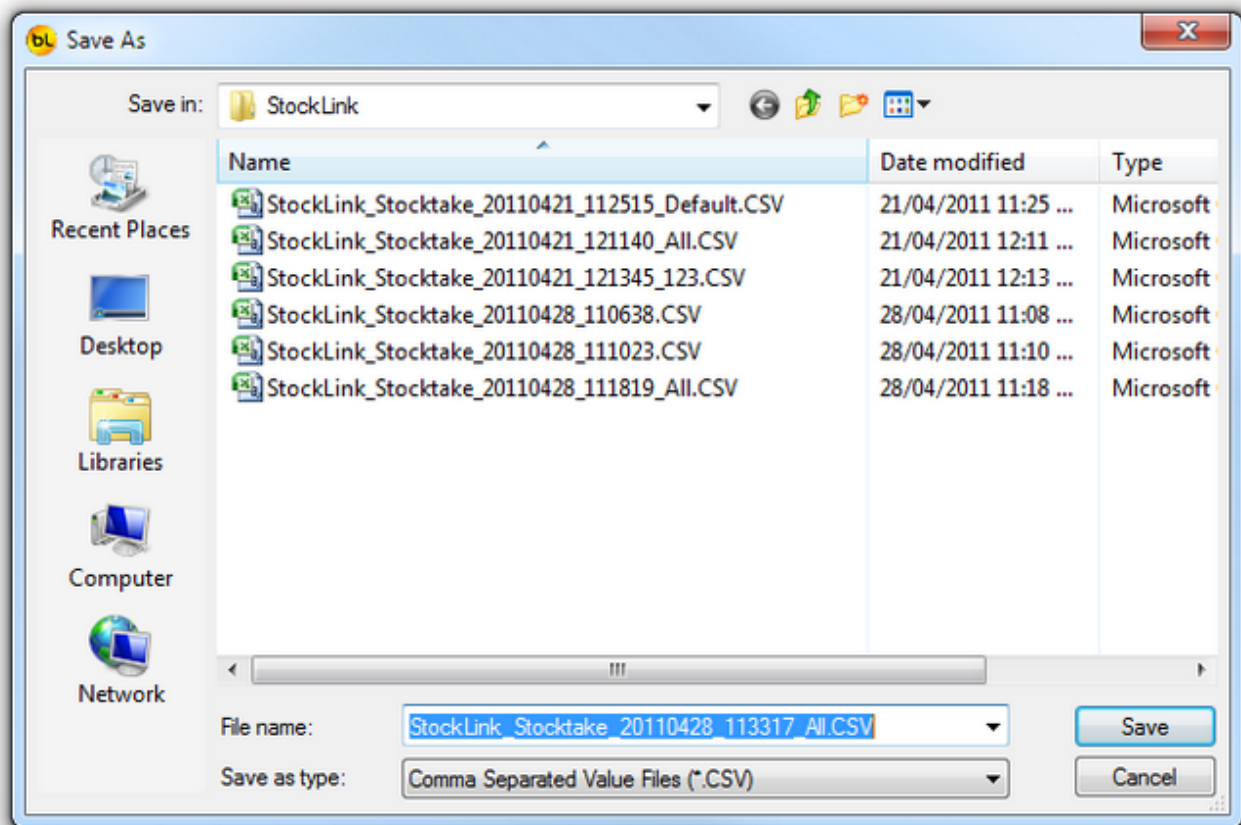 bL Save As
Save in: StockLink
Name Date modified Type
StockLink_Stocktake_20110421_112515_Default.CSV 21/04/2011 11:25 ... Microsoft
StockLink_Stocktake_20110421_121140_All.CSV 21/04/2011 12:11 ... Microsoft
StockLink_Stocktake_20110421_121345_123.CSV 21/04/2011 12:13 ... Microsoft
StockLink_Stocktake_20110428_110638.CSV 28/04/2011 11:08 ... Microsoft
StockLink_Stocktake_20110428_111023.CSV 28/04/2011 11:10 ... Microsoft
StockLink_Stocktake_20110428_111819_All.CSV 28/04/2011 11:18 ... Microsoft
Recent Places
Desktop
Libraries
Computer
Network
File name: StockLink_Stocktake_20110428_113317_All.CSV Save
Save as type: Comma Separated Value Files (*.CSV) Cancel